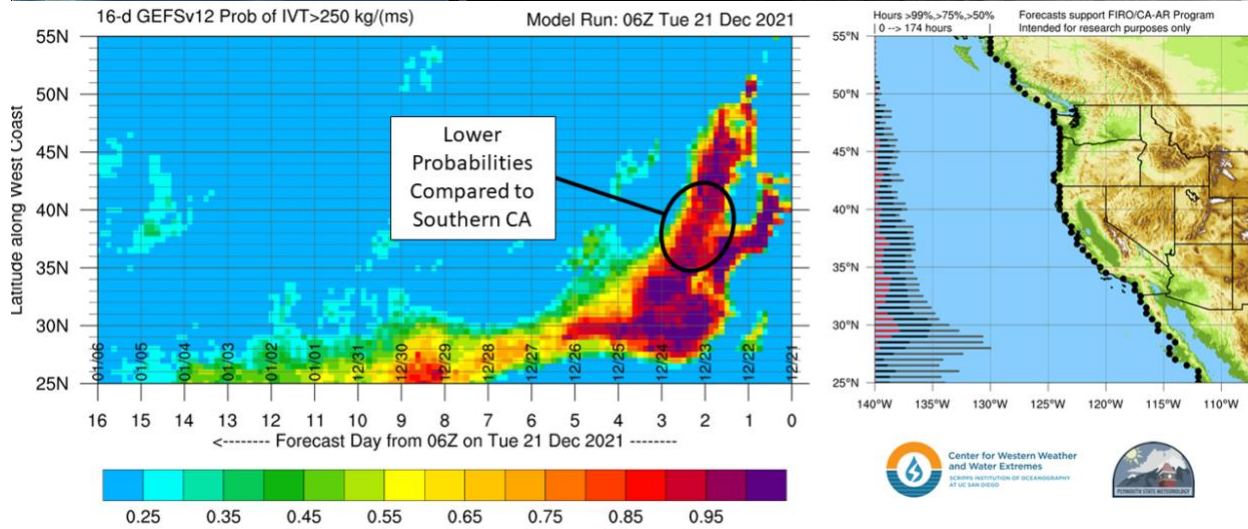 16-d GEFSv12 Prob of IVT>250 kg/(ms)
Model Run: 06Z Tue 21 Dec 2021
Hours >99%,>75%,>50%
| 0 --> 174 hours |
Forecasts support FIRO/CA-AR Program
Intended for research purposes only
Latitude along West Coast
55N
50N
45N
40N
35N
30N
25N
Lower
Probabilities
Compared to
Southern CA
01/06
01/05
01/04
01/03
01/02
01/01
12/31
12/30
12/29
12/28
12/27
12/26
12/25
12/24
12/23
12/22
12/21
16 15 14 13 12 11 10 9 8 7 6 5 4 3 2 1 0
<-------- Forecast Day from 06Z on Tue 21 Dec 2021 --------
0.25 0.35 0.45 0.55 0.65 0.75 0.85 0.95
55°N
50°N
45°N
40°N
35°N
30°N
25°N
140°W 135°W 130°W 125°W 120°W 115°W 110°W
Center for Western Weather
and Water Extremes
SCRIPPS INSTITUTION OF OCEANOGRAPHY
AT UC SAN DIEGO
PLYMOUTH STATE METEOROLOGY